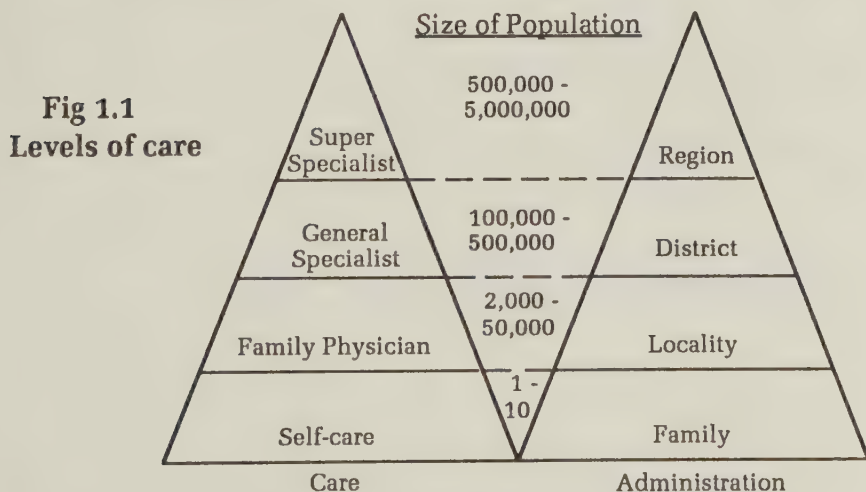 Fig 1.1
Levels of care
Size of Population
500,000 -
5,000,000
Super
Specialist
Region
100,000 -
500,000
General
Specialist
District
2,000 -
50,000
Family Physician
Locality
1 -
10
Self-care
Family
Care
Administration